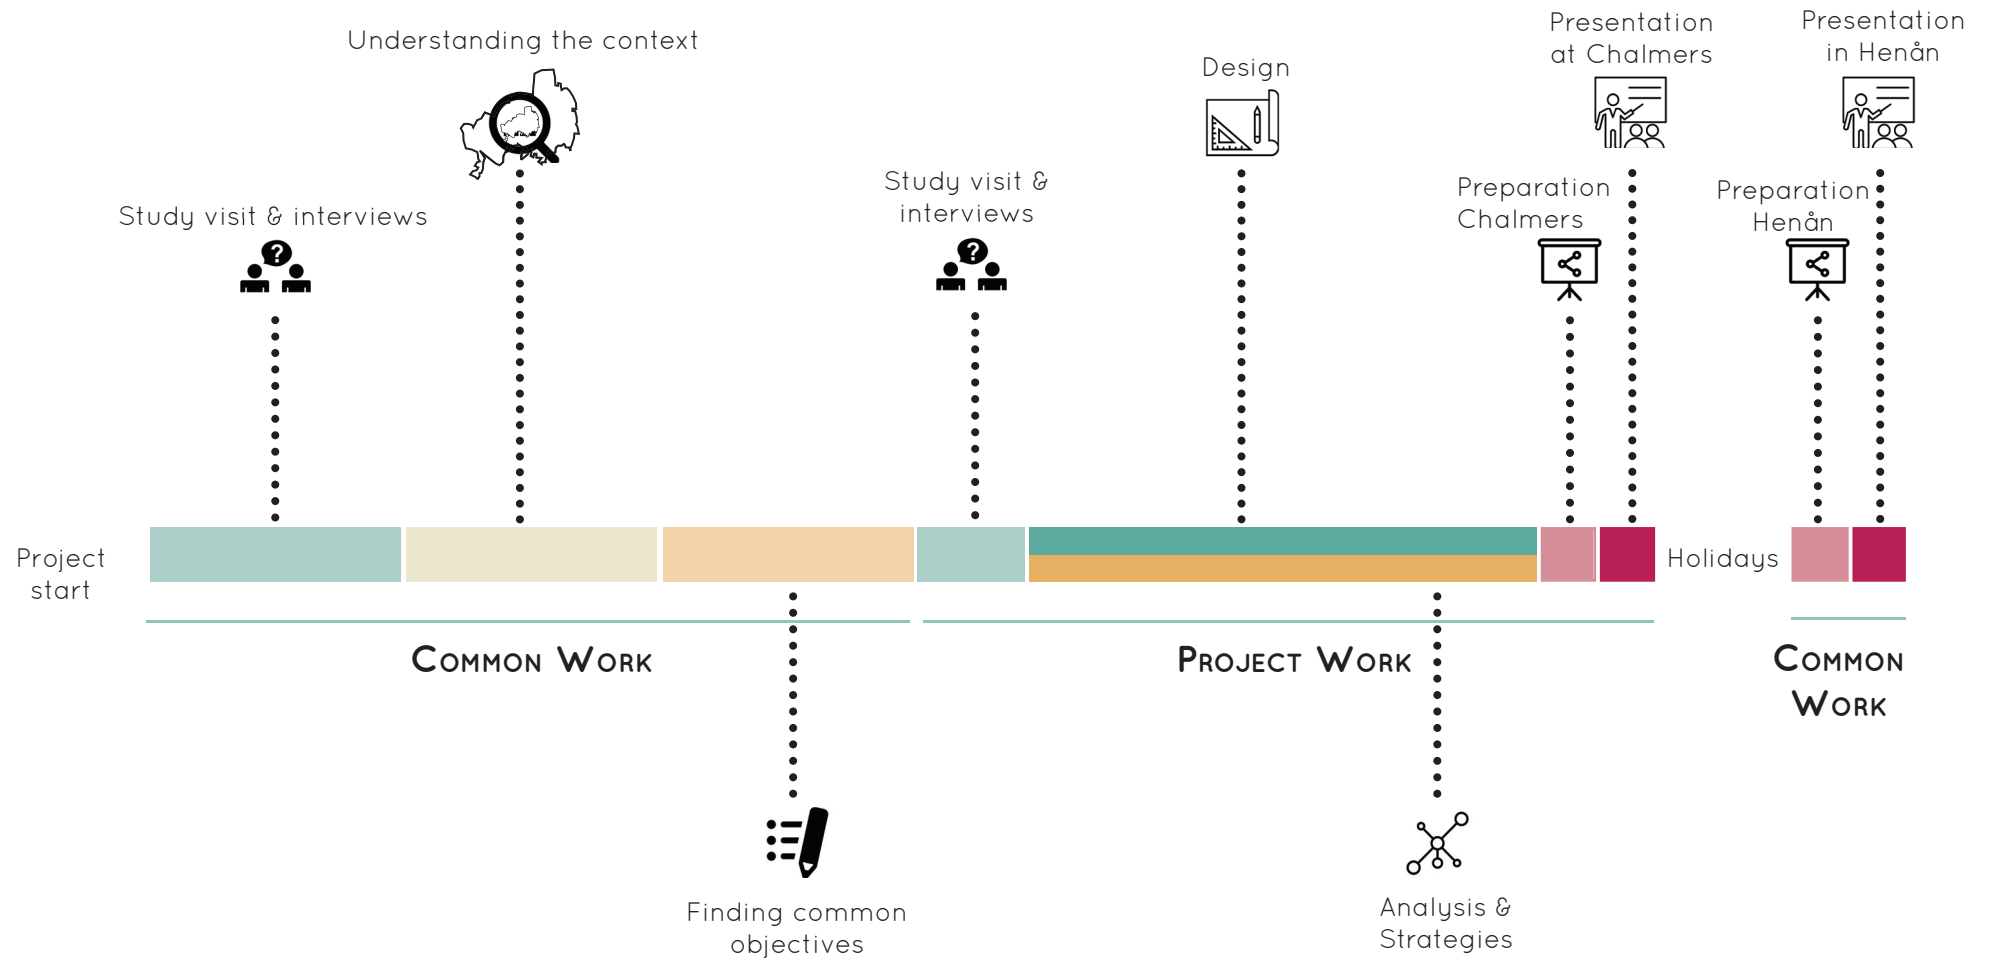 Understanding the context
Study visit & interviews
Study visit &
interviews
Design
Presentation
at Chalmers
Presentation
in Henån
Preparation
Chalmers
Preparation
Henån
?
?
Project
start
Holidays
Common Work
Project Work
Common
Work
Finding common
objectives
Analysis &
Strategies